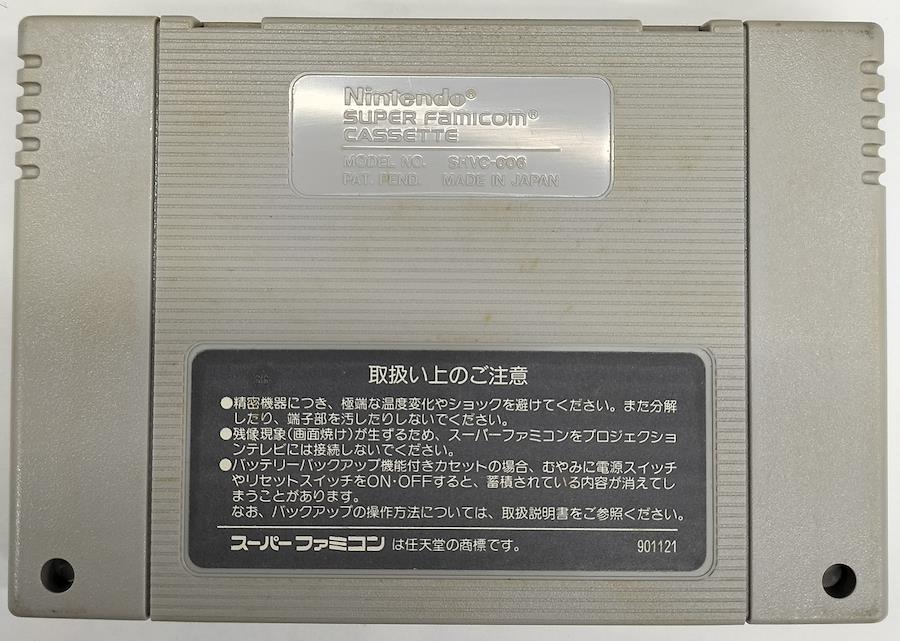 Nintendo®
SUPER FAMICOM®
CASSETTE
MODEL NO. SHVC-006
PAT. PEND. MADE IN JAPAN
取扱い上のご注意
●精密機器につき、極端な温度変化やショックを避けてください。また分解
したり、端子部を汚したりしないでください。
●残像現象(画面焼け)が生ずるため、スーパーファミコンをプロジェクショ
ンテレビには接続しないでください。
●バッテリーバックアップ機能付きカセットの場合、むやみに電源スイッチ
やリセットスイッチをON・OFFすると、蓄積されている内容が消えてし
まうことがあります。
なお、バックアップの操作方法については、取扱説明書をご参照ください。
スーパーファミコン は任天堂の商標です。 901121